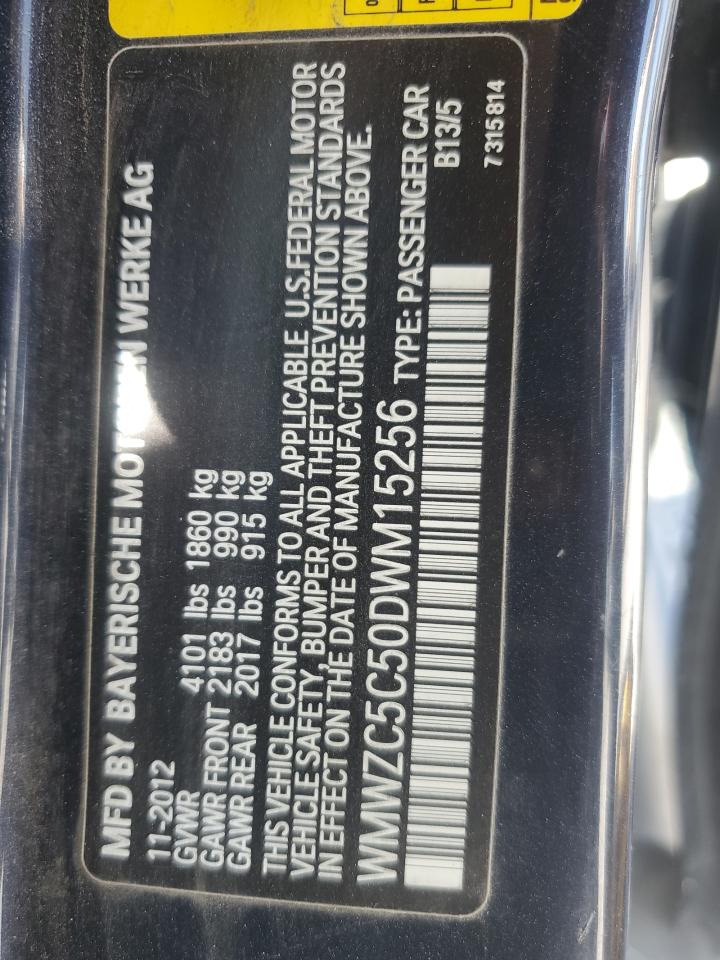 MFD BY BAYERISCHE MOTOREN WERKE AG
11-2012
GVWR 4101 lbs 1860 kg
GAWR FRONT 2183 lbs 990 kg
GAWR REAR 2017 lbs 915 kg
THIS VEHICLE CONFORMS TO ALL APPLICABLE U.S. FEDERAL MOTOR
VEHICLE SAFETY, BUMPER AND THEFT PREVENTION STANDARDS
IN EFFECT ON THE DATE OF MANUFACTURE SHOWN ABOVE.
WMWZC5C50DWM15256 TYPE: PASSENGER CAR
B13/5
7315814